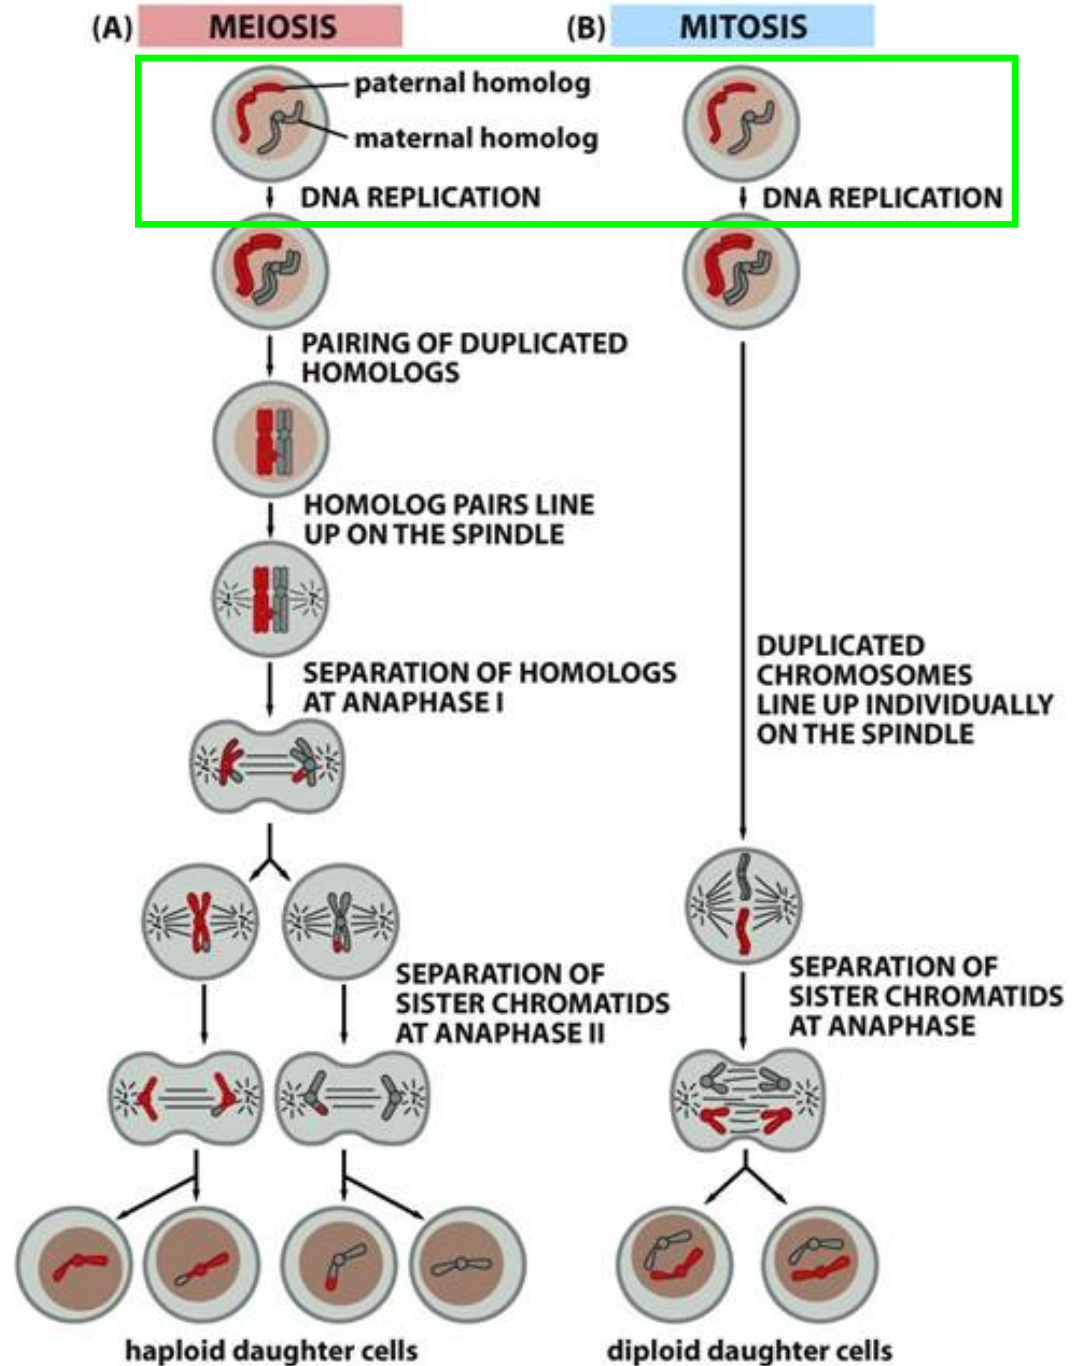 (A) MEIOSIS
(B) MITOSIS
paternal homolog
maternal homolog
DNA REPLICATION
DNA REPLICATION
PAIRING OF DUPLICATED
HOMOLOGS
HOMOLOG PAIRS LINE
UP ON THE SPINDLE
SEPARATION OF HOMOLOGS
AT ANAPHASE I
DUPLICATED
CHROMOSOMES
LINE UP INDIVIDUALLY
ON THE SPINDLE
SEPARATION OF
SISTER CHROMATIDS
AT ANAPHASE II
SEPARATION OF
SISTER CHROMATIDS
AT ANAPHASE
haploid daughter cells
diploid daughter cells